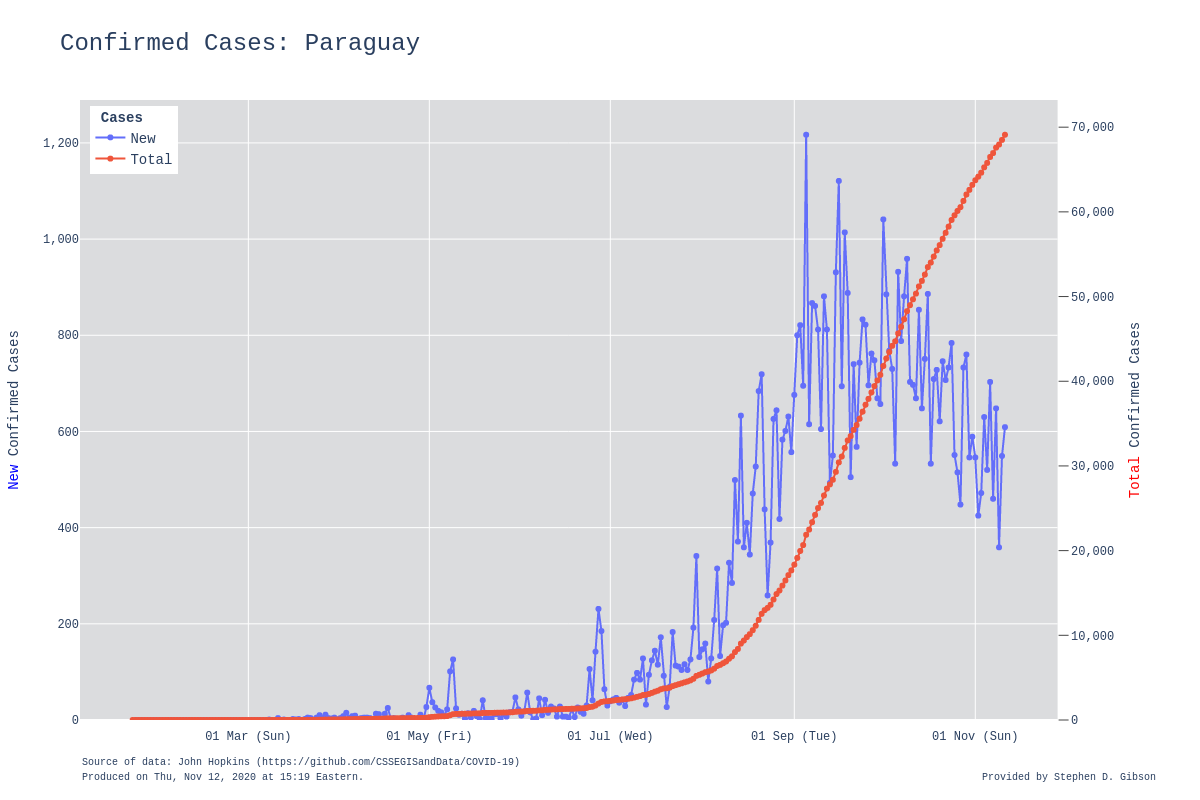 Confirmed Cases: Paraguay
Cases
New
Total
1,200
1,000
800
600
400
200
0
70,000
60,000
50,000
40,000
30,000
20,000
10,000
0
New Confirmed Cases
Total Confirmed Cases
01 Mar (Sun)
01 May (Fri)
01 Jul (Wed)
01 Sep (Tue)
01 Nov (Sun)
Source of data: John Hopkins (https://github.com/CSSEGISandData/COVID-19)
Produced on Thu, Nov 12, 2020 at 15:19 Eastern.
Provided by Stephen D. Gibson